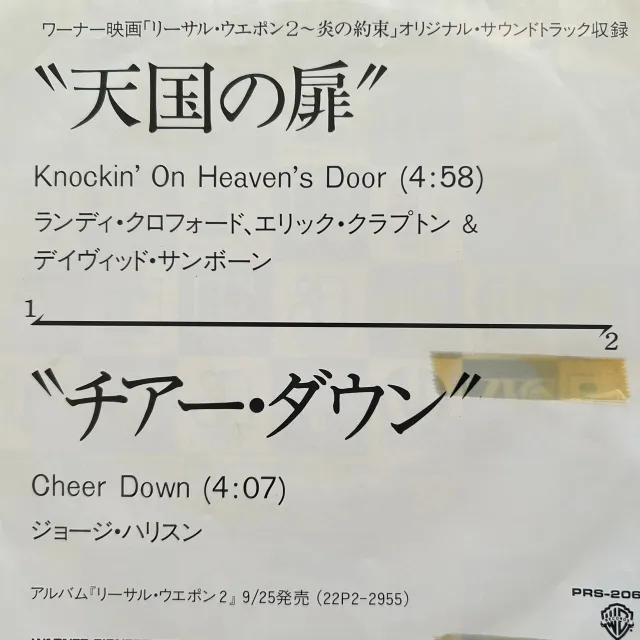 ワーナー映画「リーサル・ウエポン2〜炎の約束」オリジナル・サウンドトラック収録
〝天国の扉〟
Knockin' On Heaven's Door (4:58)
ランディ・クロフォード、エリック・クラプトン &
デイヴィッド・サンボーン
1
2
〝チアー・ダウン〟
Cheer Down (4:07)
ジョージ・ハリスン
アルバム『リーサル・ウエポン2』 9/25発売 (22P2-2955)
PRS-206